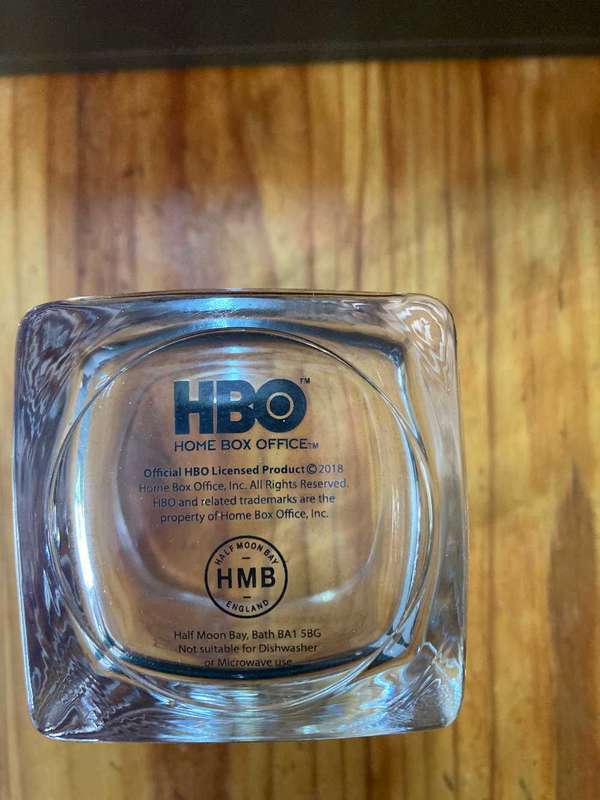 HBO™
HOME BOX OFFICE™
Official HBO Licensed Product © 2018
Home Box Office, Inc. All Rights Reserved.
HBO and related trademarks are the
property of Home Box Office, Inc.
HALF MOON BAY
HMB
ENGLAND
Half Moon Bay, Bath BA1 5BG
Not suitable for Dishwasher
or Microwave use